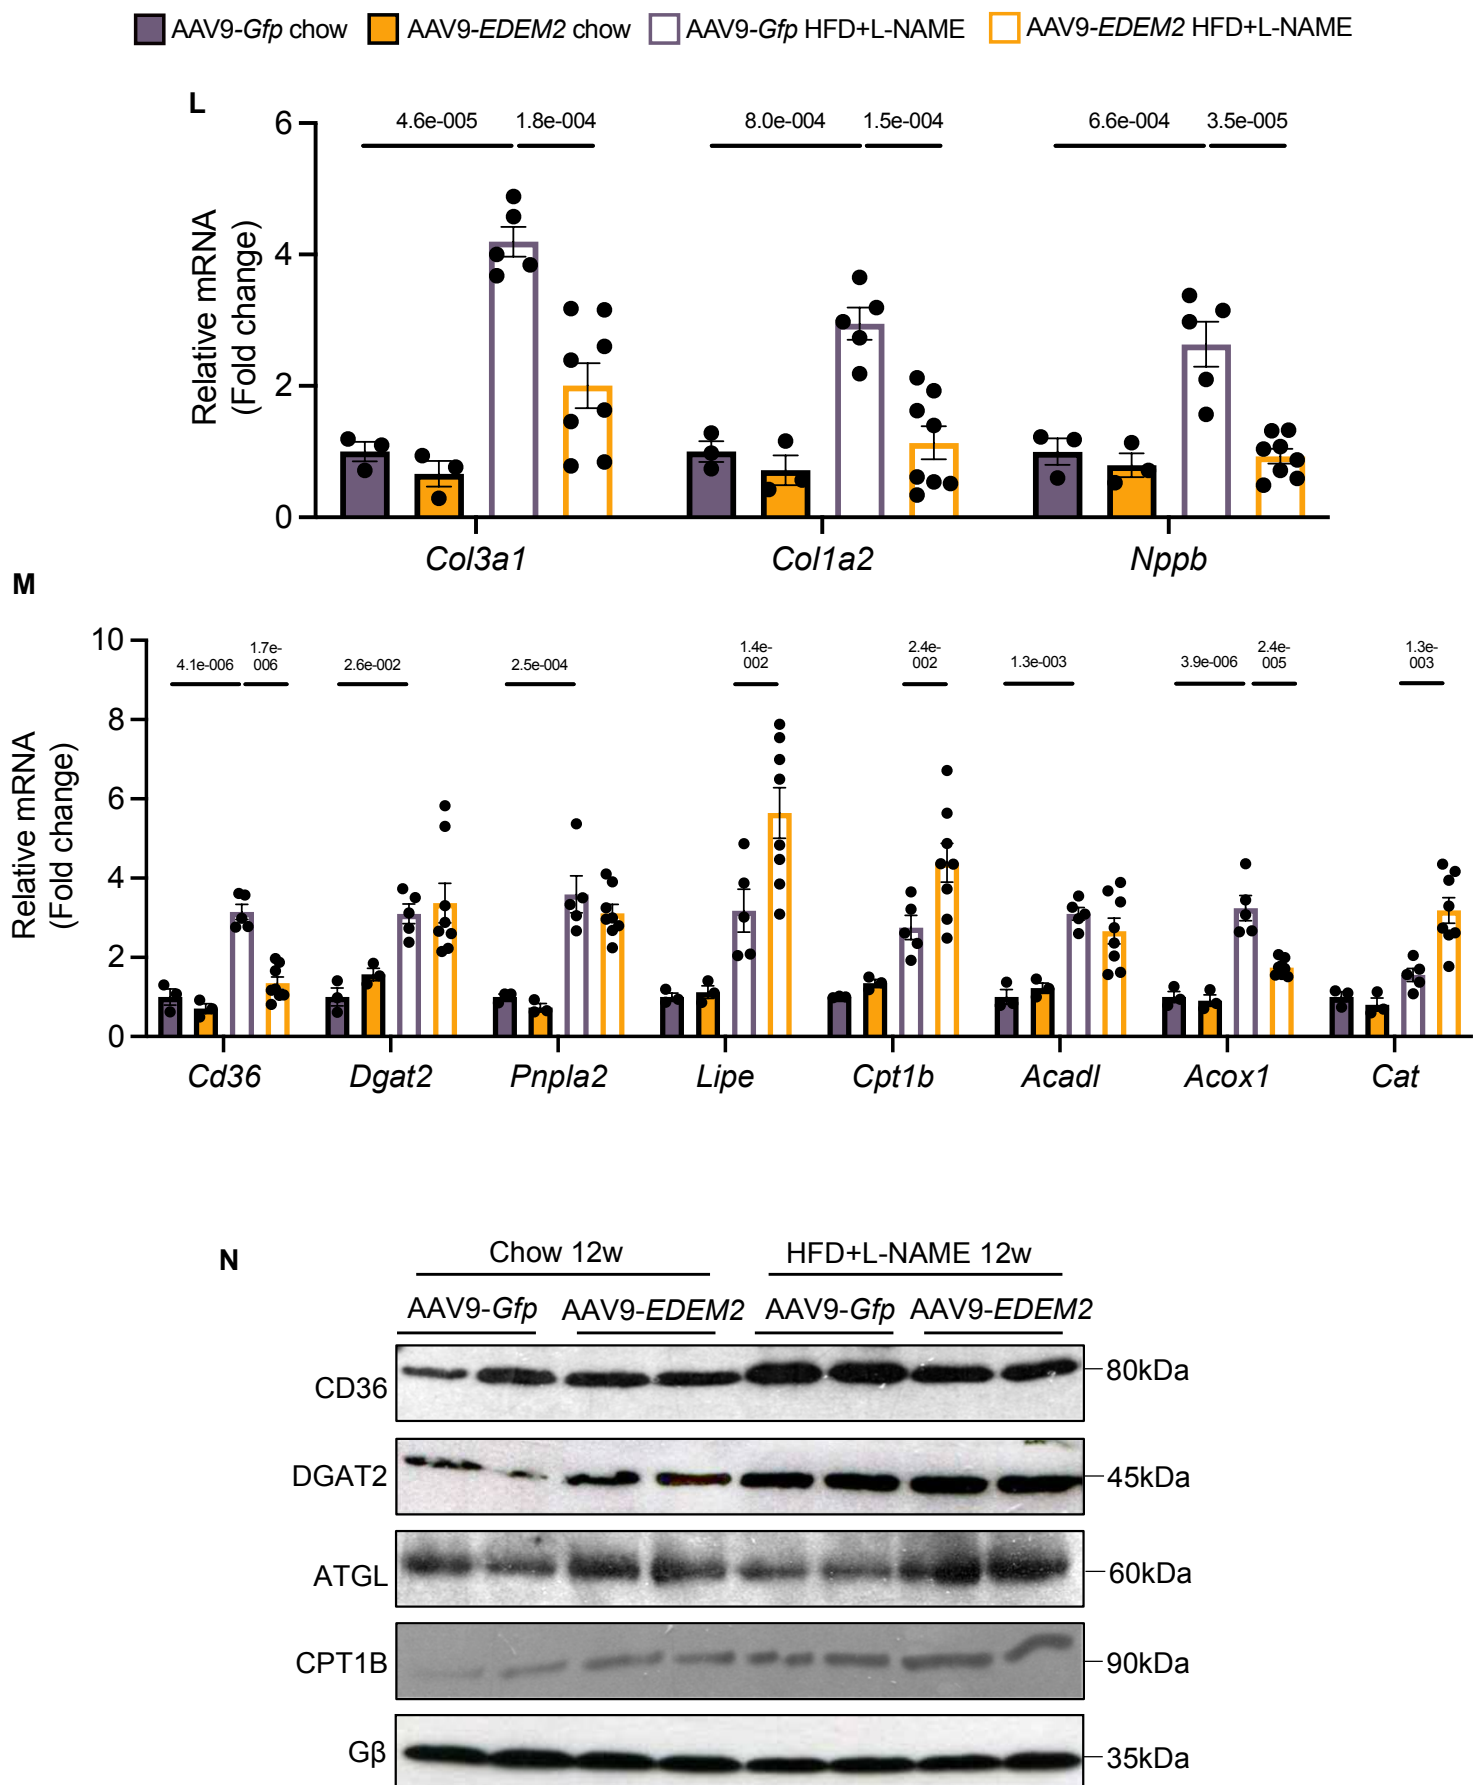 AAV9-Gfp chow AAV9-EDEM2 chow AAV9-Gfp HFD+L-NAME AAV9-EDEM2 HFD+L-NAME
L
4.6e-005 1.8e-004 8.0e-004 1.5e-004 6.6e-004 3.5e-005
Relative mRNA
(Fold change)
6
4
2
0
Col3a1 Col1a2 Nppb
M
4.1e-006 1.7e-
006 2.6e-002 2.5e-004 1.4e-
002 2.4e-
002 1.3e-003 3.9e-006 2.4e-
005 1.3e-
003
Relative mRNA
(Fold change)
10
8
6
4
2
0
Cd36 Dgat2 Pnpla2 Lipe Cpt1b Acadl Acox1 Cat
N
Chow 12w HFD+L-NAME 12w
AAV9-Gfp AAV9-EDEM2 AAV9-Gfp AAV9-EDEM2
CD36 80kDa
DGAT2 45kDa
ATGL 60kDa
CPT1B 90kDa
Gβ 35kDa